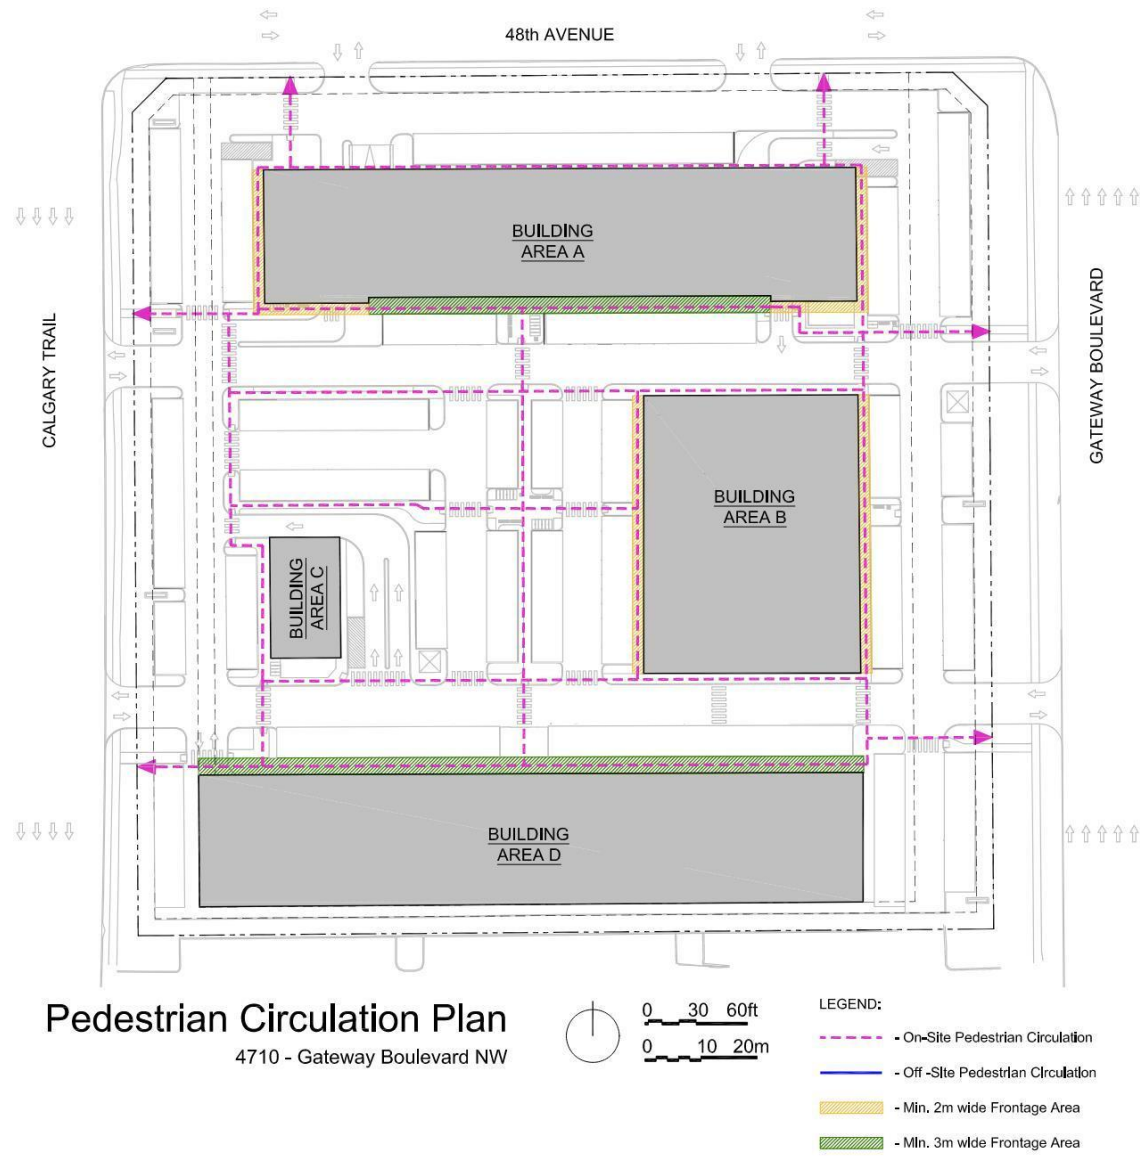 48th AVENUE
BUILDING
AREA A
CALGARY TRAIL
GATEWAY BOULEVARD
BUILDING
AREA B
BUILDING
AREA C
BUILDING
AREA D
Pedestrian Circulation Plan
4710 - Gateway Boulevard NW
0 30 60ft
0 10 20m
LEGEND:
- On-Site Pedestrian Circulation
- Off -Site Pedestrian Circulation
- Min. 2m wide Frontage Area
- Min. 3m wide Frontage Area